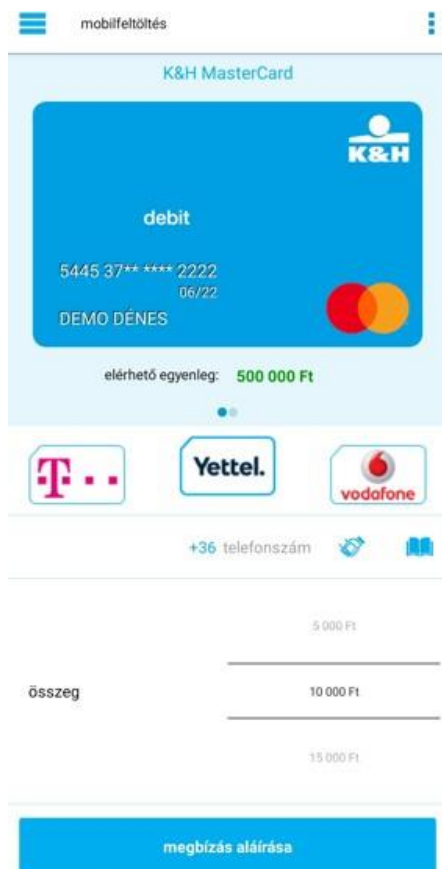 mobilfeltöltés
K&H MasterCard
K&H
debit
5445 37** **** 2222
06/22
DEMO DÉNES
elérhető egyenleg: 500 000 Ft
T • •
Yettel.
vodafone
+36 telefonszám
5 000 Ft
összeg 10 000 Ft
15 000 Ft
megbízás aláírása